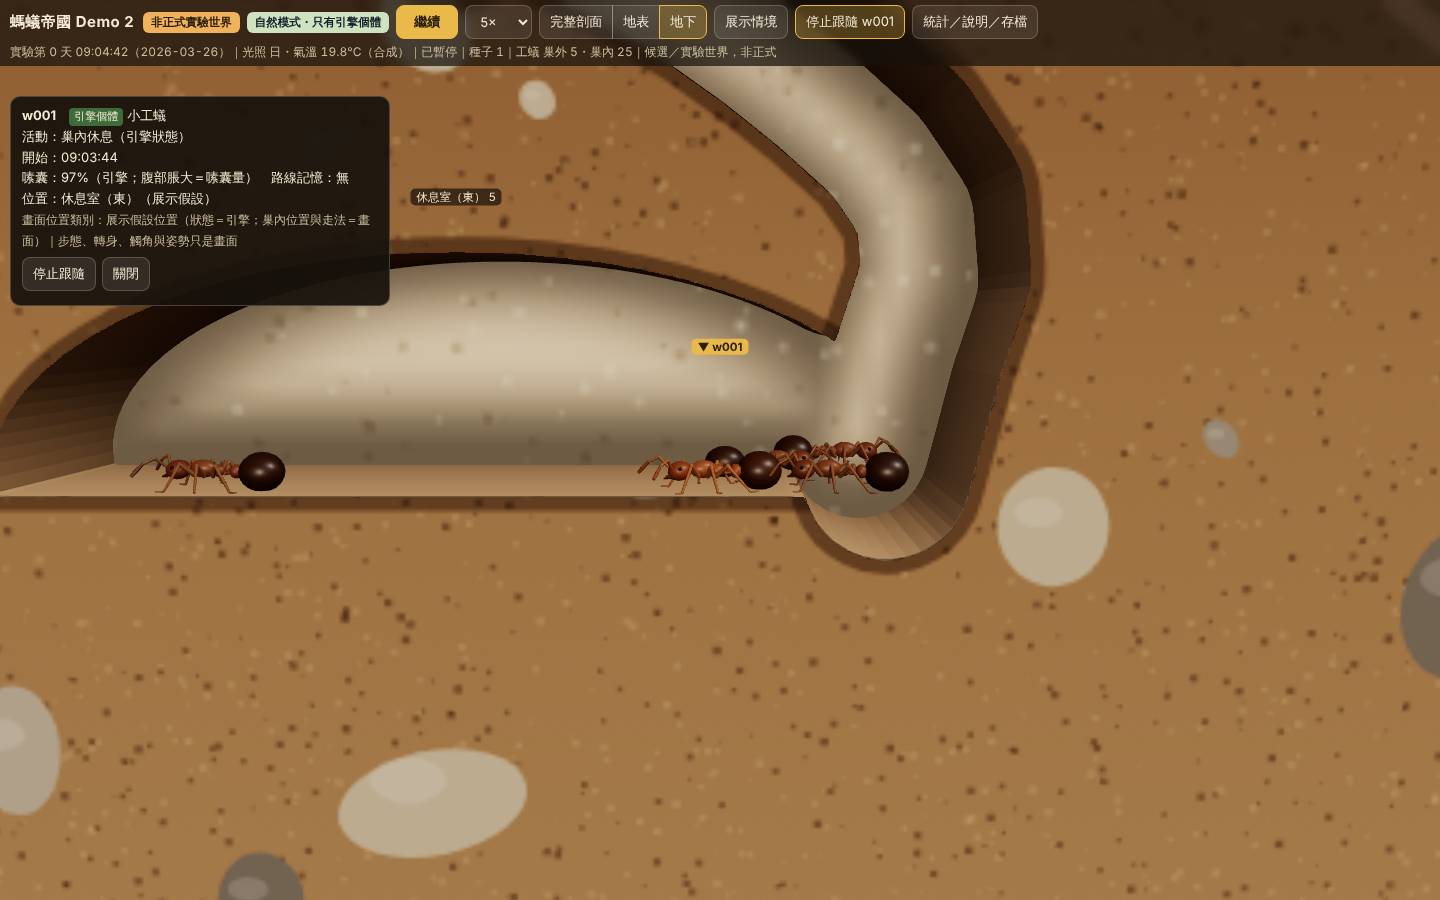 螞蟻帝國 Demo 2 非正式實驗世界 自然模式・只有引擎個體 繼續 5× 完整剖面 地表 地下 展示情境 停止跟隨 w001 統計／說明／存檔
實驗第 0 天 09:04:42（2026-03-26）｜光照 日・氣溫 19.8°C（合成）｜已暫停｜種子 1｜工蟻 巢外 5・巢內 25｜候選／實驗世界，非正式
w001 引擎個體 小工蟻
活動：巢內休息（引擎狀態）
開始：09:03:44
嗉囊：97%（引擎；腹部脹大＝嗉囊量） 路線記憶：無
位置：休息室（東）（展示假設）
畫面位置類別：展示假設位置（狀態＝引擎；巢內位置與走法＝畫
面）｜步態、轉身、觸角與姿勢只是畫面
停止跟隨 關閉
休息室（東） 5
▼ w001